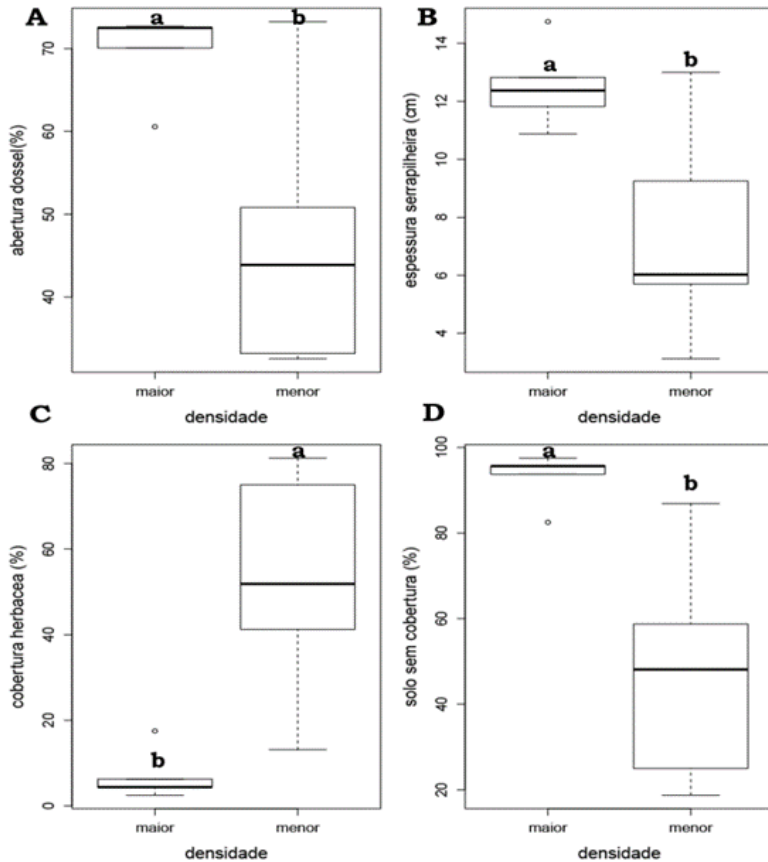 A
a
b
abertura dossel(%)
70
60
50
40
maior
menor
densidade
B
a
b
espessura serrapilheira (cm)
14
12
10
8
6
4
maior
menor
densidade
C
a
b
cobertura herbacea (%)
80
60
40
20
0
maior
menor
densidade
D
a
b
solo sem cobertura (%)
100
80
60
40
20
maior
menor
densidade